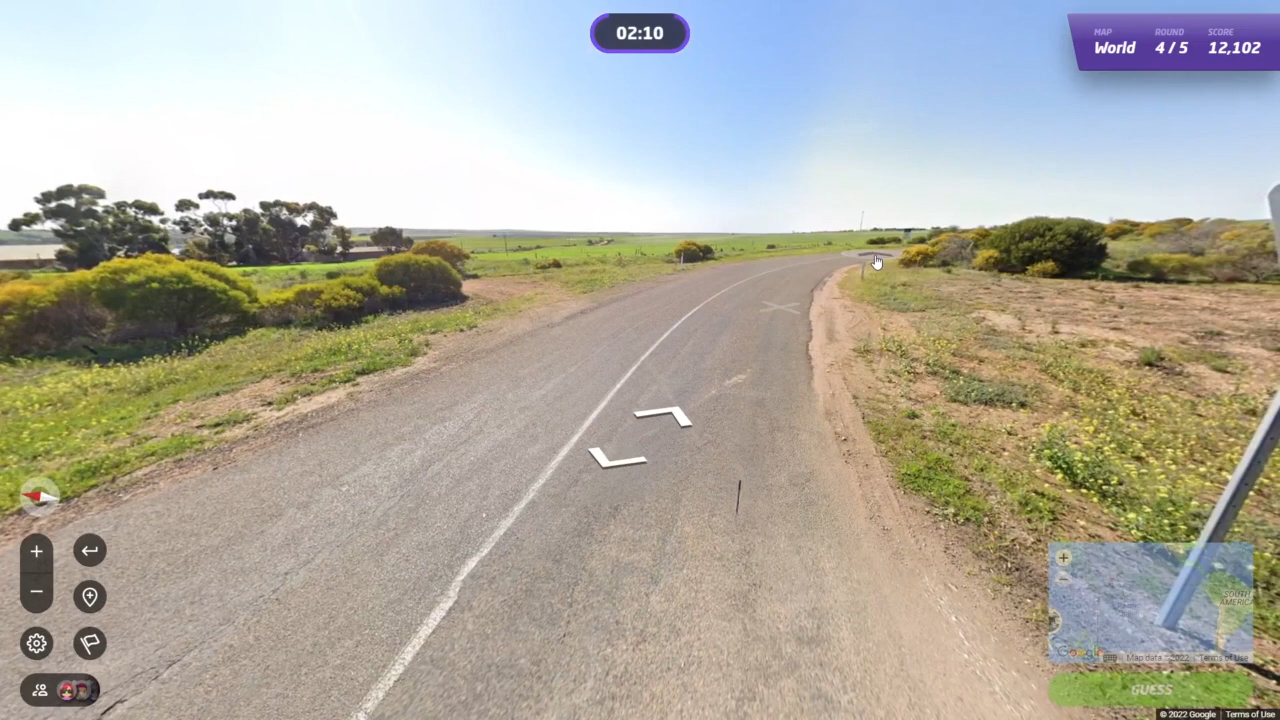 02:10
MAP
World
ROUND
4 / 5
SCORE
12,102
SOUTH
AMERICA
Google
Map data ©2022
Terms of Use
GUESS
© 2022 Google
Terms of Use